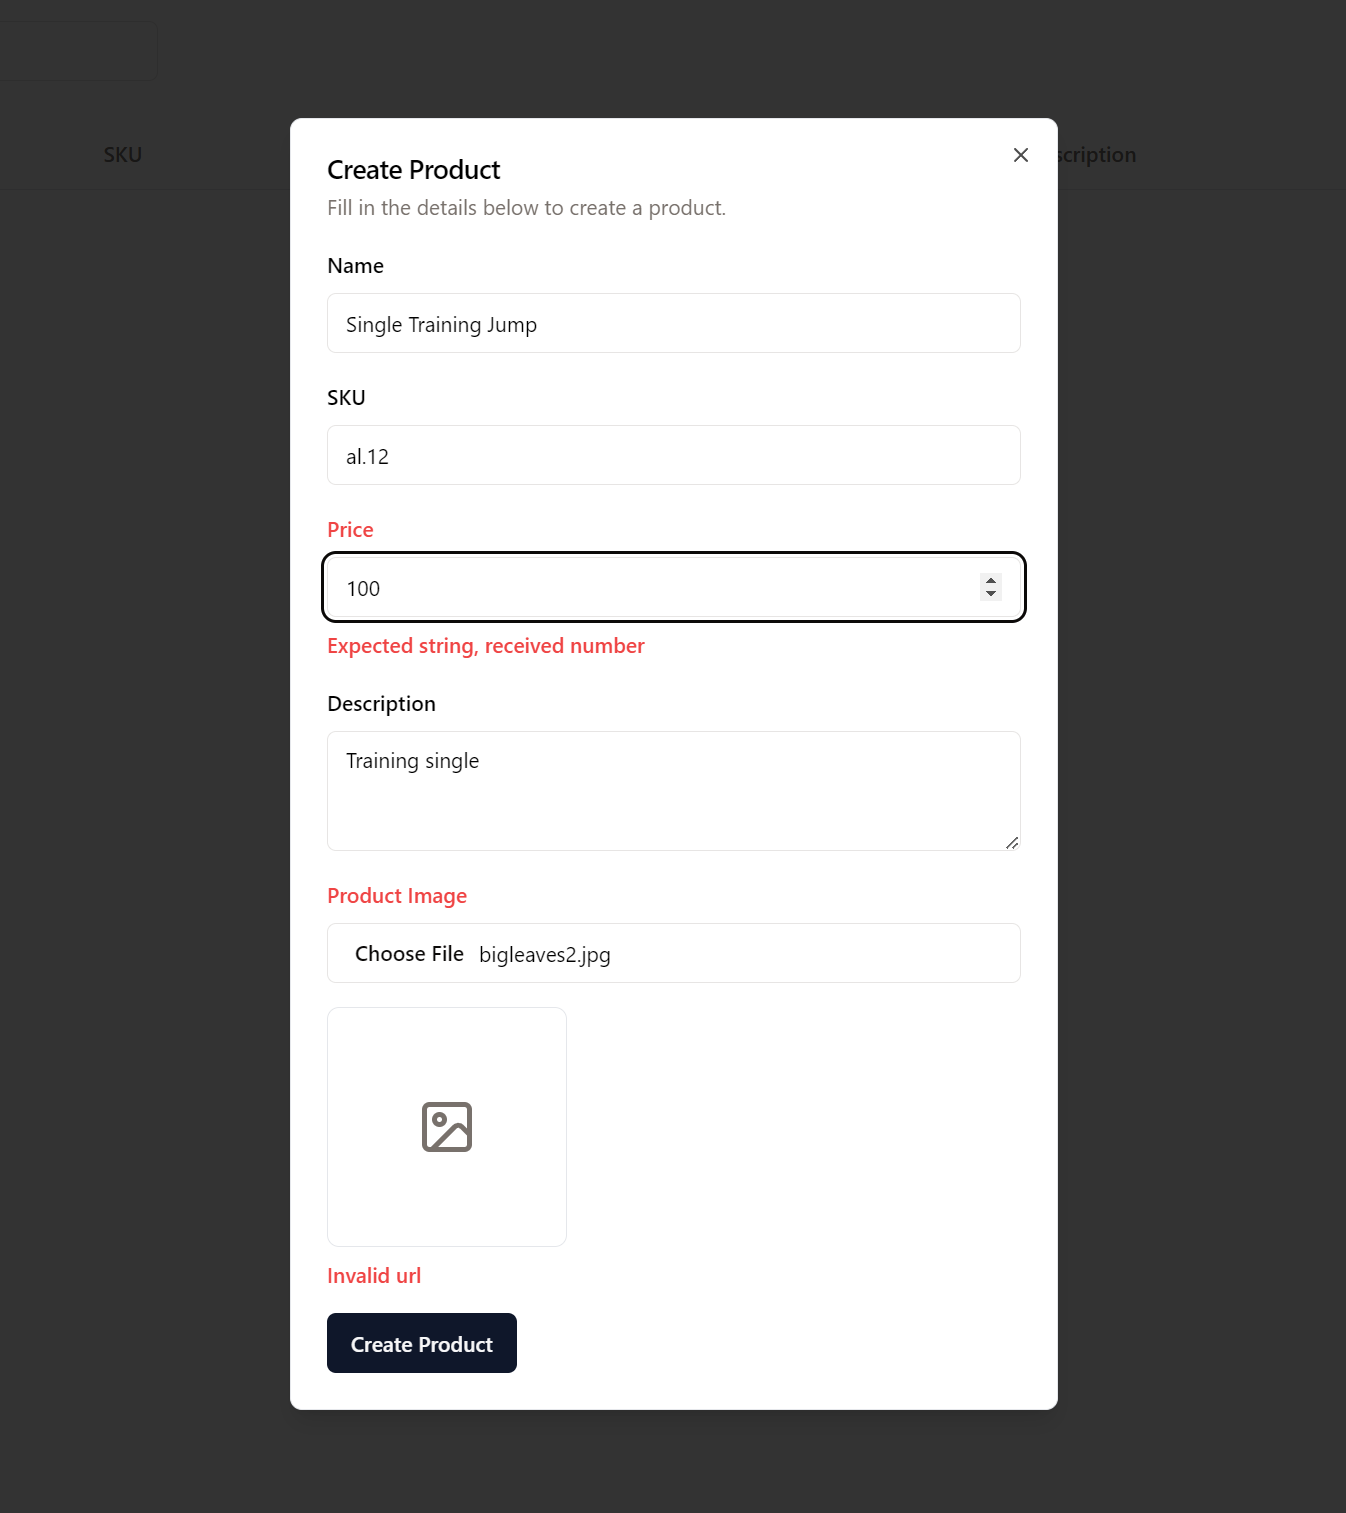 SKU
scription
Create Product
Fill in the details below to create a product.
Name
Single Training Jump
SKU
al.12
Price
100
Expected string, received number
Description
Training single
Product Image
Choose File bigleaves2.jpg
Invalid url
Create Product